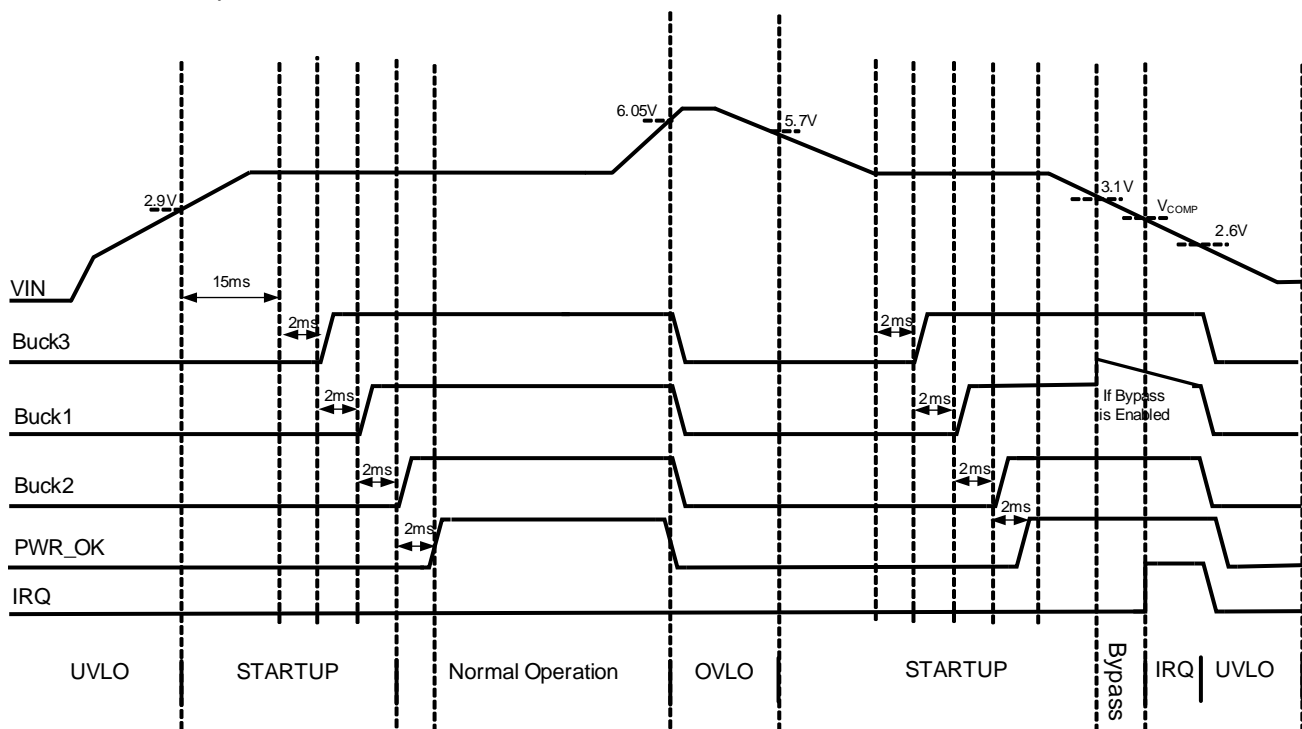 6.05V
5.7V
2.9V
3.1V
VCOMP
2.6V
15ms
VIN
2ms
2ms
Buck3
2ms
2ms
If Bypass
is Enabled
Buck1
2ms
2ms
Buck2
2ms
2ms
PWR_OK
IRQ
UVLO
STARTUP
Normal Operation
OVLO
STARTUP
Bypass
IRQ
UVLO